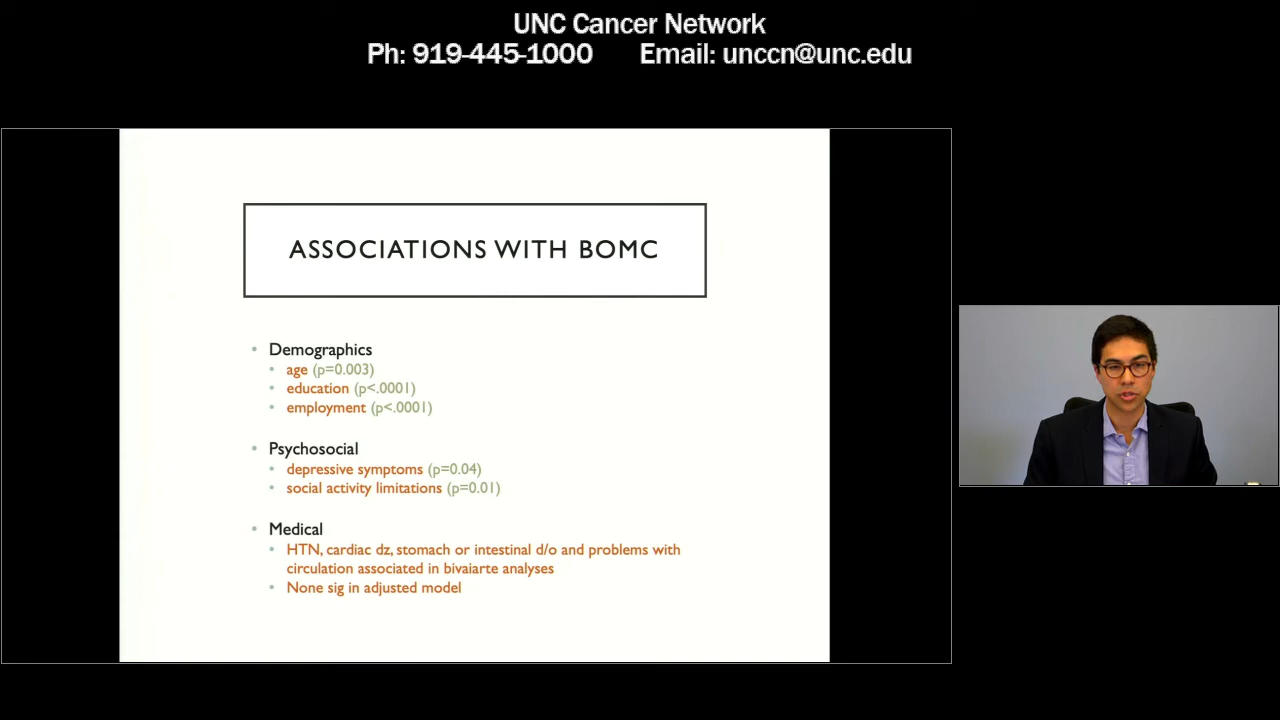 UNC Cancer Network
Ph: 919-445-1000 Email: unccn@unc.edu
ASSOCIATIONS WITH BOMC
• Demographics
• age (p=0.003)
• education (p<.0001)
• employment (p<.0001)
• Psychosocial
• depressive symptoms (p=0.04)
• social activity limitations (p=0.01)
• Medical
• HTN, cardiac dz, stomach or intestinal d/o and problems with
circulation associated in bivaiarte analyses
• None sig in adjusted model